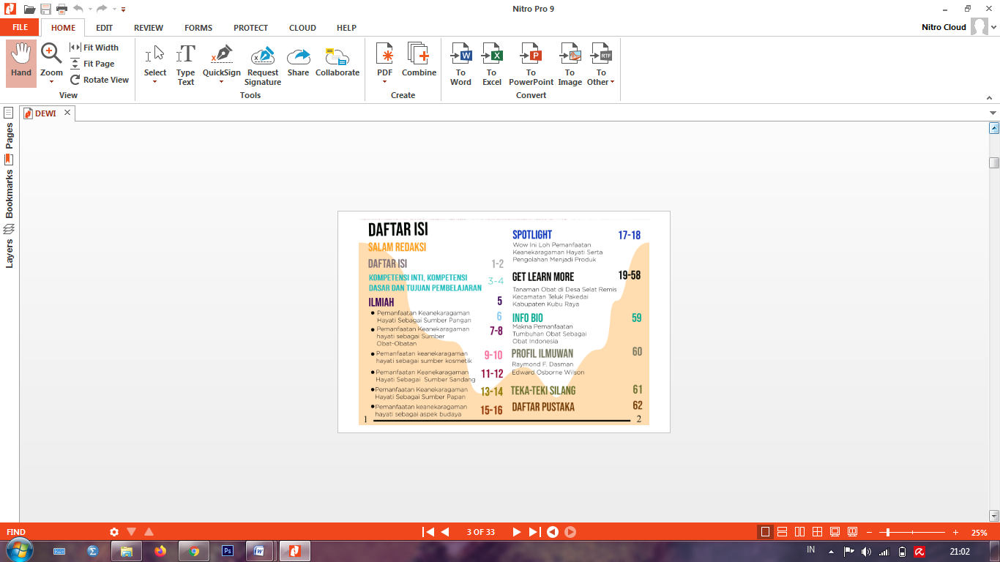 Nitro Pro 9
FILE
HOME
EDIT
REVIEW
FORMS
PROTECT
CLOUD
HELP
Nitro Cloud
Hand
Zoom
Fit Width
Fit Page
Rotate View
View
Select
Type
Text
QuickSign
Request
Signature
Share
Collaborate
Tools
PDF
Combine
Create
To
Word
To
Excel
To
PowerPoint
To
Image
To
Other
Convert
DEWI
Pages
Bookmarks
Layers
DAFTAR ISI
SALAM REDAKSI
DAFTAR ISI 1-2
KOMPETENSI INTI, KOMPETENSI
DASAR DAN TUJUAN PEMBELAJARAN 3-4
ILMIAH 5
Pemanfaatan Keanekaragaman
Hayati Sebagai Sumber Pangan 6
Pemanfaatan Keanekaragaman
hayati sebagai Sumber
Obat-Obatan 7-8
Pemanfaatan keanekaragaman
hayati sebagai sumber kosmetik 9-10
Pemanfaatan Keanekaragaman
Hayati Sebagai Sumber Sandang 11-12
Pemanfaatan Keanekaragaman
Hayati Sebagai Sumber Papan 13-14
Pemanfaatan keanekaragaman
hayati sebagai aspek budaya 15-16
1
SPOTLIGHT 17-18
Wow Ini Loh Pemanfaatan
Keanekaragaman Hayati Serta
Pengolahan Menjadi Produk
GET LEARN MORE 19-58
Tanaman Obat di Desa Selat Remis
Kecamatan Teluk Pakedai
Kabupaten Kubu Raya
INFO BIO 59
Makna Pemanfaatan
Tumbuhan Obat Sebagai
Obat Indonesia
PROFIL ILMUWAN 60
Raymond F. Dasman
Edward Osborne Wilson
TEKA-TEKI SILANG 61
DAFTAR PUSTAKA 62
2
FIND
3 OF 33
25%
IN
21:02